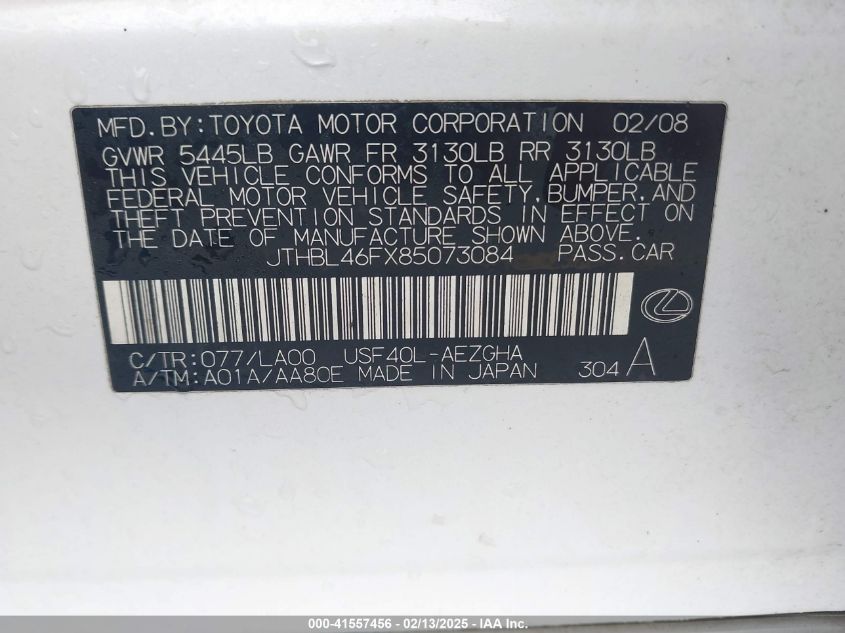 MFD.BY:TOYOTA MOTOR CORPORATION 02/08
GVWR 5445LB GAWR FR 3130LB RR 3130LB
THIS VEHICLE CONFORMS TO ALL APPLICABLE
FEDERAL MOTOR VEHICLE SAFETY,BUMPER,AND
THEFT PREVENTION STANDARDS IN EFFECT ON
THE DATE OF MANUFACTURE SHOWN ABOVE.
JTHBL46FX85073084 PASS.CAR
C/TR:077/LA00 USF40L-AEZGHA
A/TM:A01A/AA80E MADE IN JAPAN 304 A
000-41557456 - 02/13/2025 - IAA Inc.